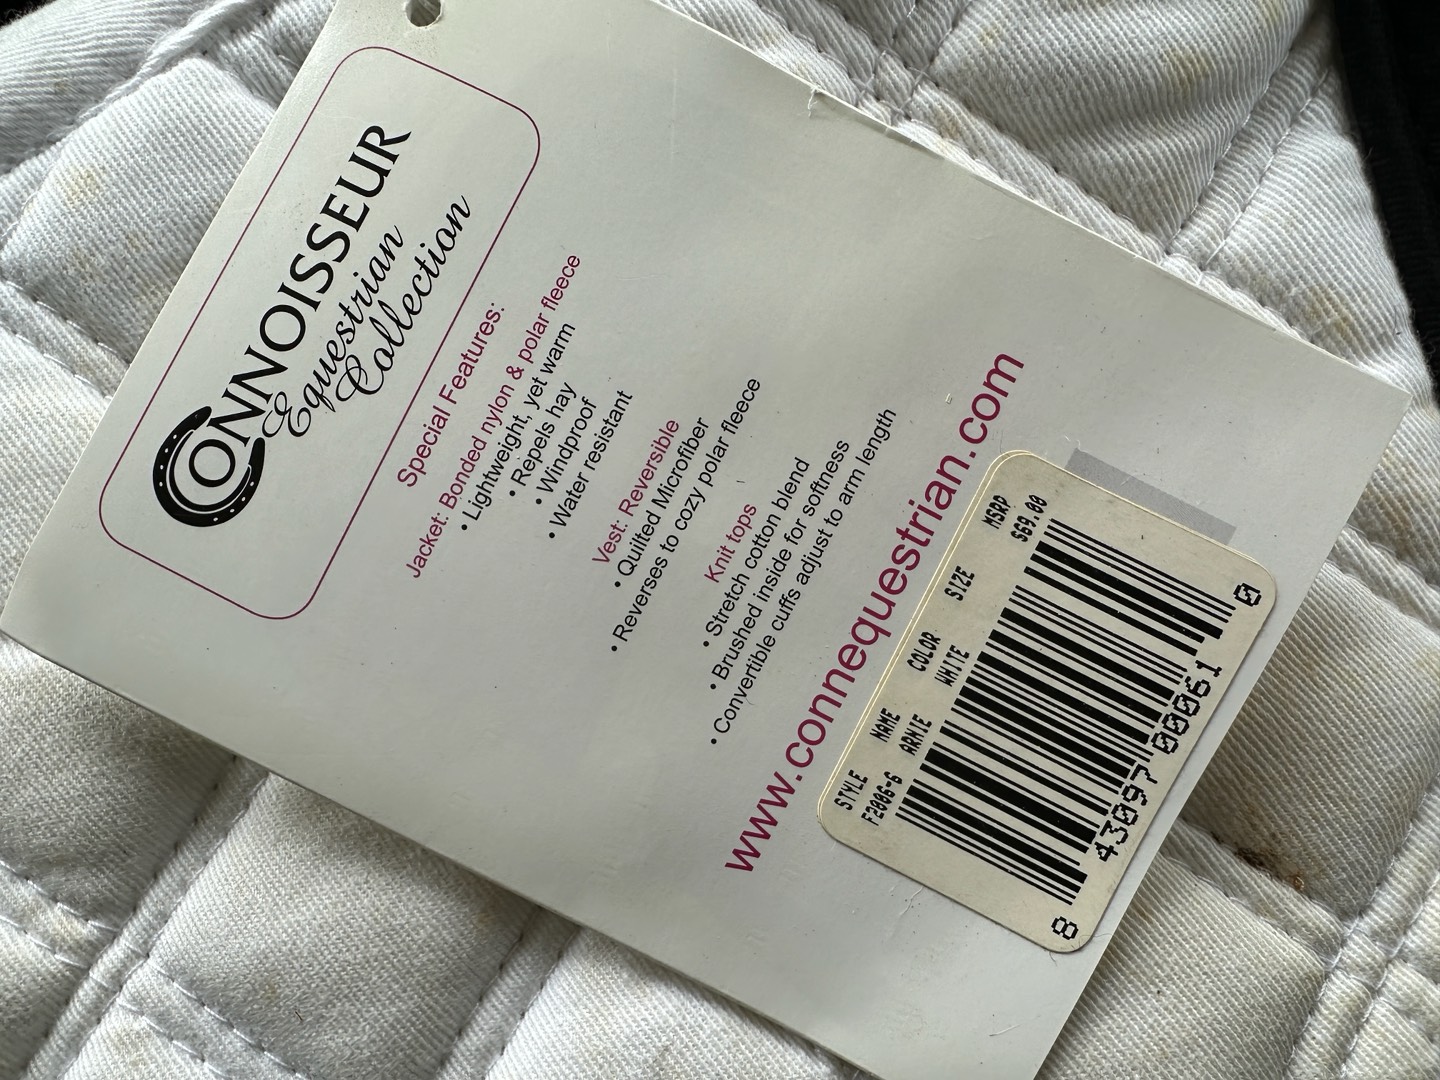 CONNOISSEUR
Equestrian
Collection
Special Features:
Jacket: Bonded nylon & polar fleece
• Lightweight, yet warm
• Repels hay
• Windproof
• Water resistant
Vest: Reversible
• Quilted Microfiber
• Reverses to cozy polar fleece
Knit tops
• Stretch cotton blend
• Brushed inside for softness
• Convertible cuffs adjust to arm length
www.connequestrian.com
STYLE NAME COLOR SIZE MSRP
F2006-6 ARNIE WHITE $69.00
8 43097 00061 0